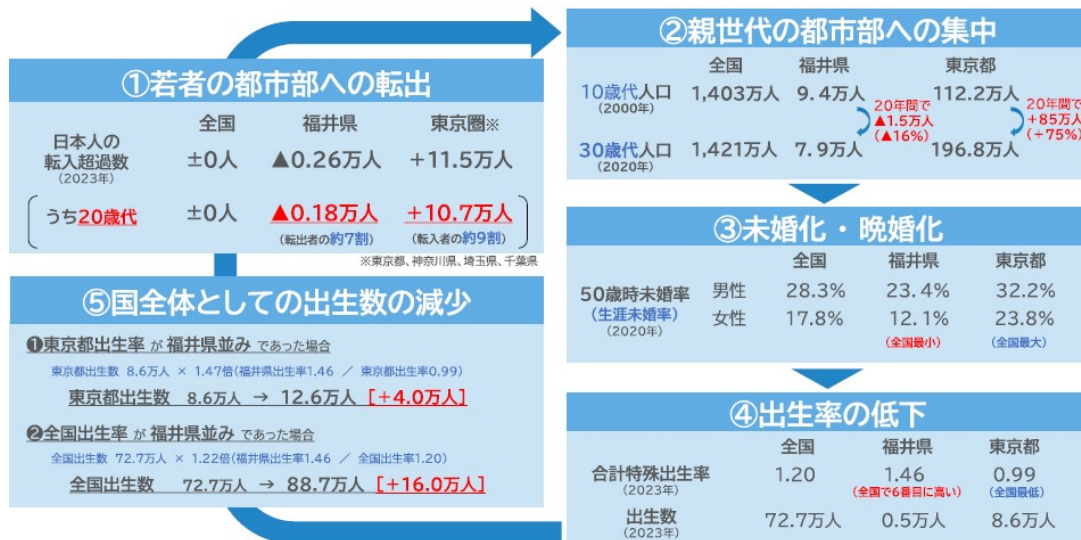 ①若者の都市部への転出
全国 福井県 東京圏※
日本人の
転入超過数 ±0人 ▲0.26万人 +11.5万人
(2023年)
うち20歳代 ±0人 ▲0.18万人 +10.7万人
(転出者の約7割) (転入者の約9割)
※東京都、神奈川県、埼玉県、千葉県
②親世代の都市部への集中
全国 福井県 東京都
10歳代人口 1,403万人 9.4万人 112.2万人
(2000年)
20年間で
▲1.5万人
(▲16%)
20年間で
+85万人
(+75%)
30歳代人口 1,421万人 7.9万人 196.8万人
(2020年)
③未婚化・晩婚化
全国 福井県 東京都
50歳時未婚率 男性 28.3% 23.4% 32.2%
(生涯未婚率) 女性 17.8% 12.1% 23.8%
(2020年) (全国最小) (全国最大)
④出生率の低下
全国 福井県 東京都
合計特殊出生率 1.20 1.46 0.99
(2023年) (全国で6番目に高い) (全国最低)
出生数 72.7万人 0.5万人 8.6万人
(2023年)
⑤国全体としての出生数の減少
❶東京都出生率 が 福井県並み であった場合
東京都出生数 8.6万人 × 1.47倍(福井県出生率1.46 / 東京都出生率0.99)
東京都出生数 8.6万人 → 12.6万人 [+4.0万人]
❷全国出生率 が 福井県並み であった場合
全国出生数 72.7万人 × 1.22倍(福井県出生率1.46 / 全国出生率1.20)
全国出生数 72.7万人 → 88.7万人 [+16.0万人]